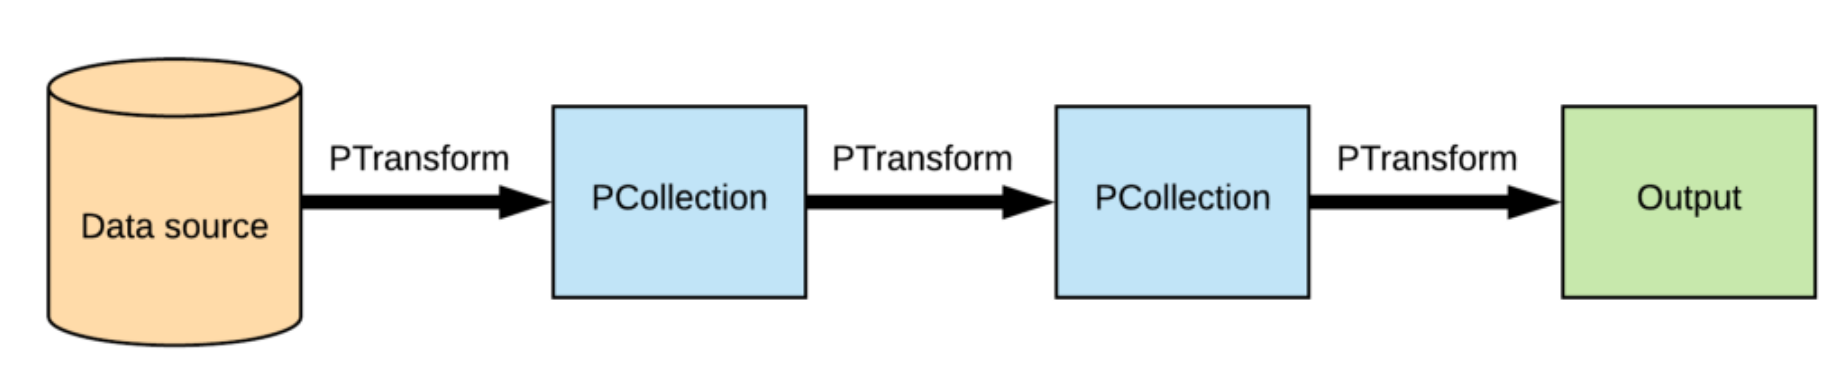 Data source
PTransform
PCollection
PTransform
PCollection
PTransform
Output